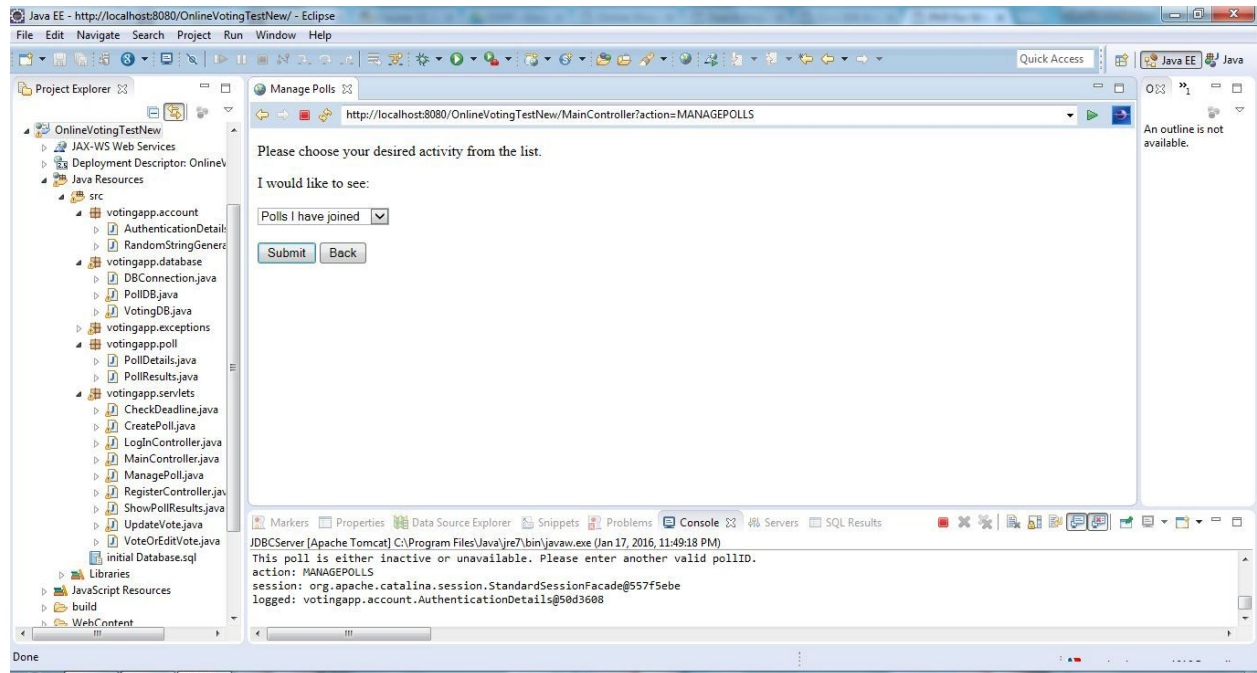 Java EE - http://localhost:8080/OnlineVotingTestNew/ - Eclipse
File Edit Navigate Search Project Run Window Help
Quick Access
Java EE
Java
Project Explorer
OnlineVotingTestNew
JAX-WS Web Services
Deployment Descriptor: OnlineV
Java Resources
src
votingapp.account
AuthenticationDetail
RandomStringGenera
votingapp.database
DBConnection.java
PollDB.java
VotingDB.java
votingapp.exceptions
votingapp.poll
PollDetails.java
PollResults.java
votingapp.servlets
CheckDeadline.java
CreatePoll.java
LogInController.java
MainController.java
ManagePoll.java
RegisterController.jav
ShowPollResults.java
UpdateVote.java
VoteOrEditVote.java
initial Database.sql
Libraries
JavaScript Resources
build
WebContent
Manage Polls
http://localhost:8080/OnlineVotingTestNew/MainController?action=MANAGEPOLLS
Please choose your desired activity from the list.
I would like to see:
Polls I have joined
Submit Back
An outline is not
available.
Markers Properties Data Source Explorer Snippets Problems Console Servers SQL Results
JDBCServer [Apache Tomcat] C:\Program Files\Java\jre7\bin\javaw.exe (Jan 17, 2016, 11:49:18 PM)
This poll is either inactive or unavailable. Please enter another valid pollID.
action: MANAGEPOLLS
session: org.apache.catalina.session.StandardSessionFacade@557f5ebe
logged: votingapp.account.AuthenticationDetails@50d3608
Done